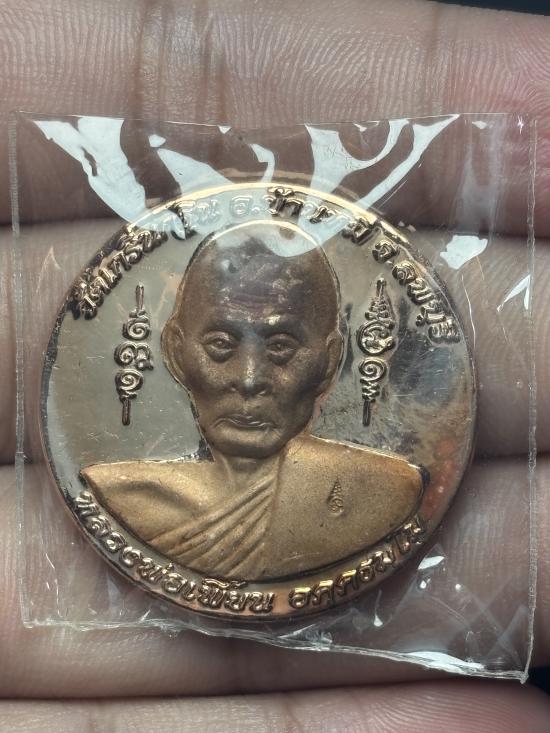 วัดเกริ่นกฐิน อ.บ้านหมี่ จ.ลพบุรี
หลวงพ่อเพี้ยน อคฺคธมฺโม